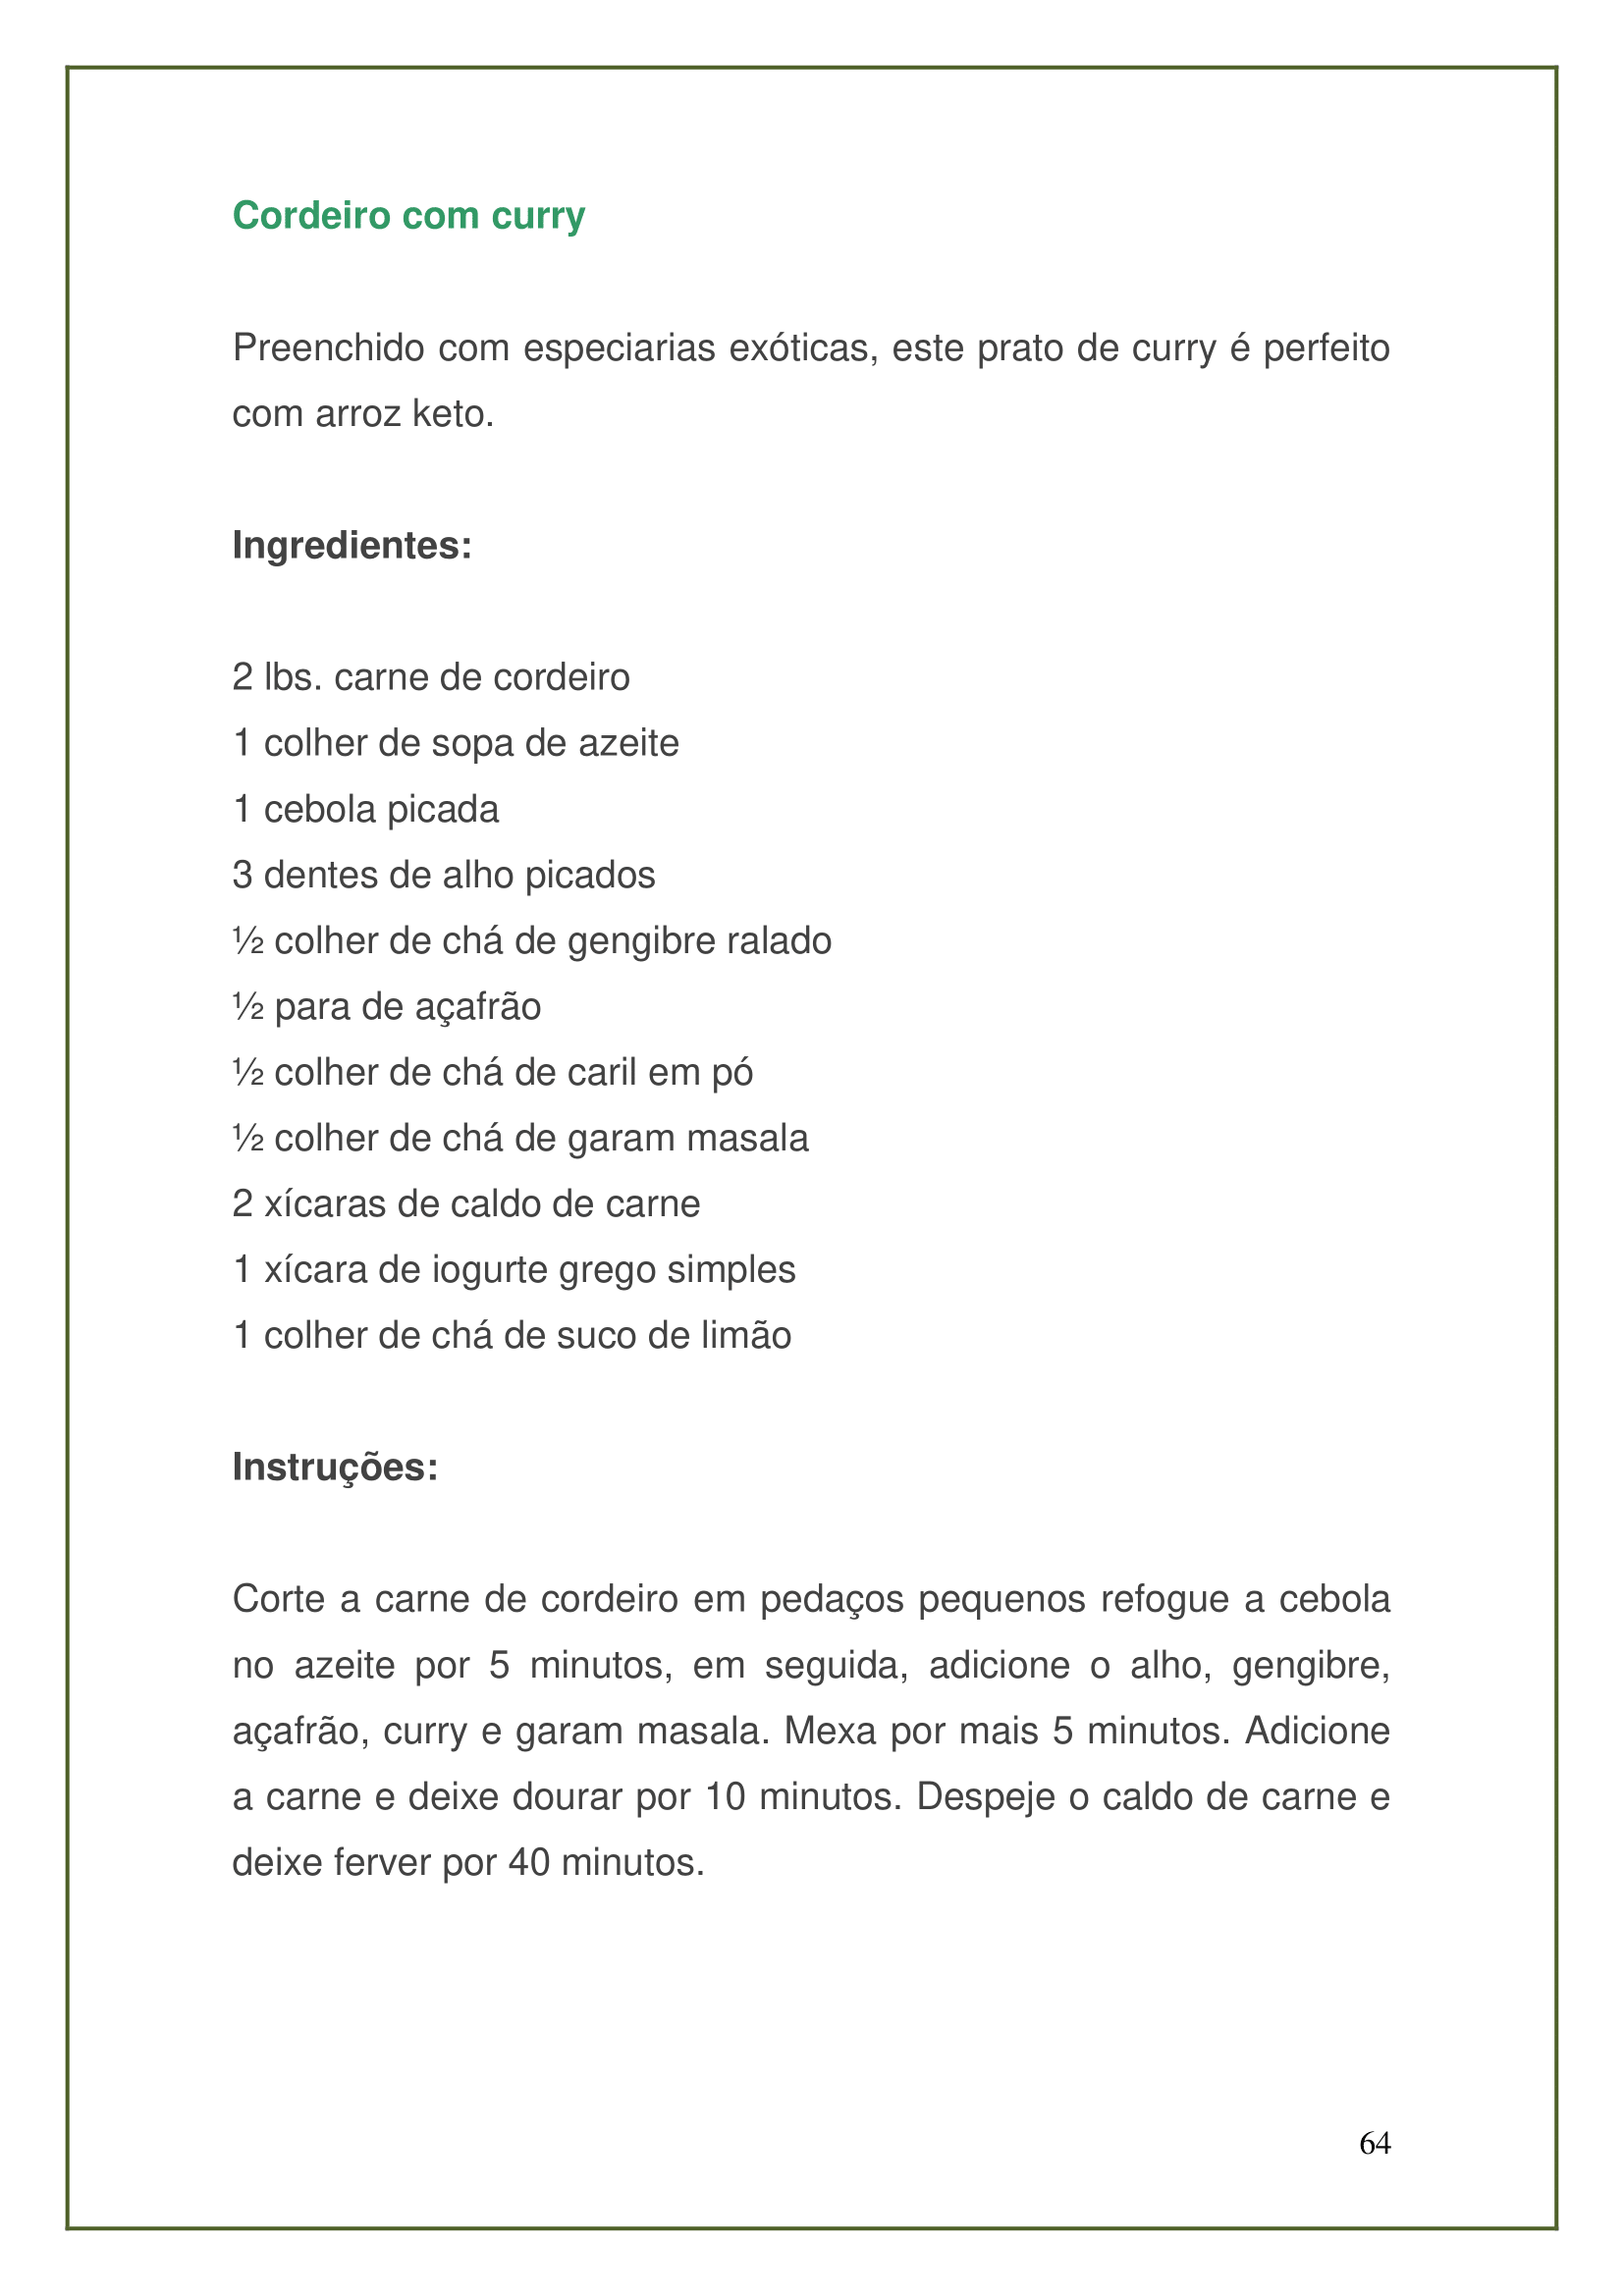 Cordeiro com curry
Preenchido com especiarias exóticas, este prato de curry é perfeito
com arroz keto.
Ingredientes:
2 lbs. carne de cordeiro
1 colher de sopa de azeite
1 cebola picada
3 dentes de alho picados
½ colher de chá de gengibre ralado
½ para de açafrão
½ colher de chá de caril em pó
½ colher de chá de garam masala
2 xícaras de caldo de carne
1 xícara de iogurte grego simples
1 colher de chá de suco de limão
Instruções:
Corte a carne de cordeiro em pedaços pequenos refogue a cebola
no azeite por 5 minutos, em seguida, adicione o alho, gengibre,
açafrão, curry e garam masala. Mexa por mais 5 minutos. Adicione
a carne e deixe dourar por 10 minutos. Despeje o caldo de carne e
deixe ferver por 40 minutos.
64